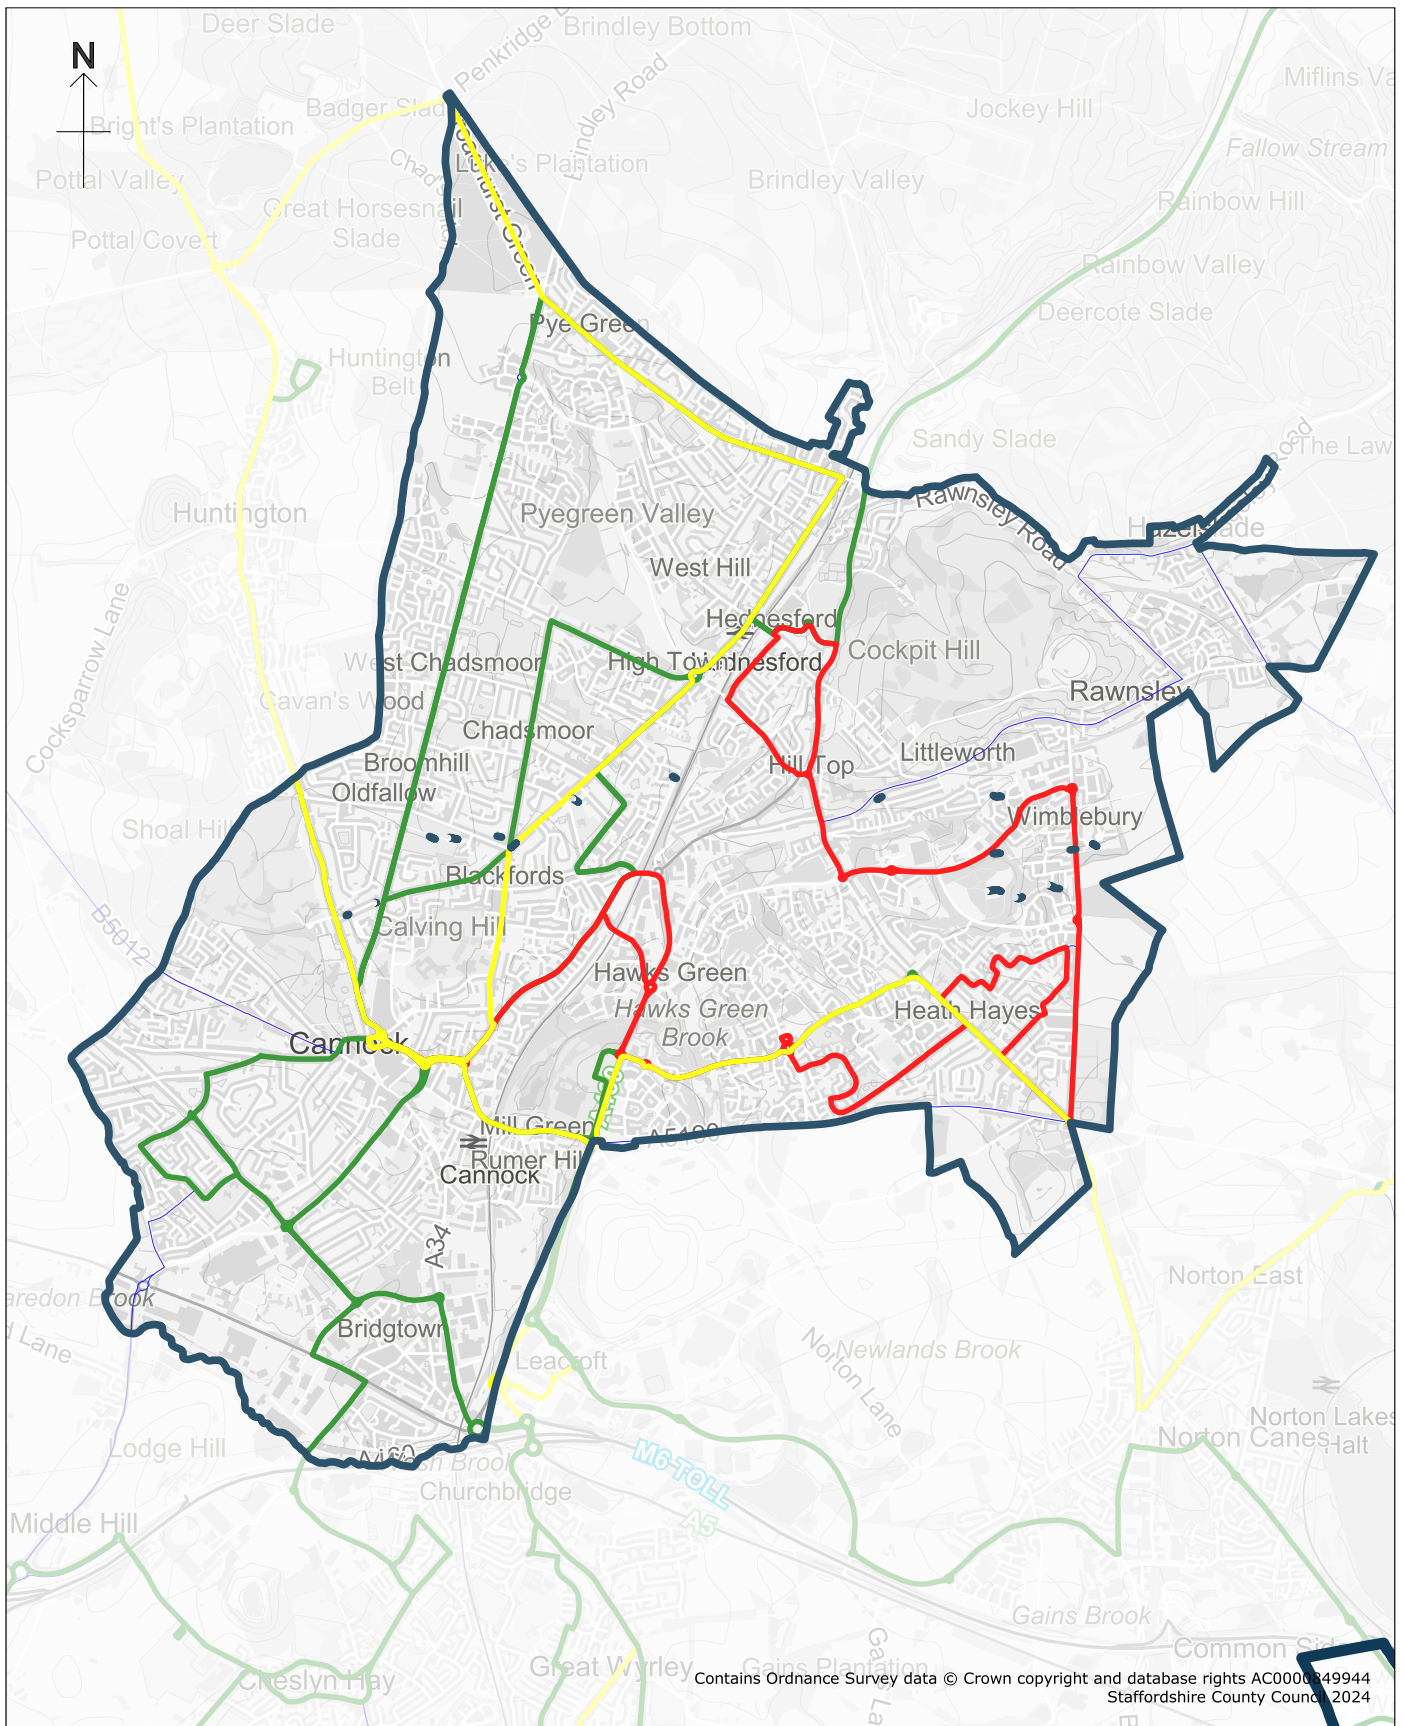 Deer Slade
Brindley Bottom
Penkridge
N
Brindley Road
Jockey Hill
Bright's Plantation
Fallow Stream
Pottal Valley
Brindley Valley
Great Horsesnail
Slade
Rainbow Hill
Pottal Covert
Rainbow Valley
Deercote Slade
Pye Green
Huntington
Belt
Sandy Slade
The Law
Huntington
Pyegreen Valley
Rawnsley Road
West Hill
Hednesford
Cocksparrow Lane
West Chadsmoor
High Town
Cockpit Hill
Rawnsley
Gavan's Wood
Chadsmoor
Broomhill
Hill Top
Littleworth
Oldfallow
Shoal Hill
Wimblebury
Blackfords
Calving Hill
B5012
Hawks Green
Hawks Green
Brook
Heath Hayes
Cannock
Mill Green
A5190
Rumer Hill
Cannock
A34
Norton East
Bridgtown
Norton Lane
Newlands Brook
Leacroft
Norton Lakes
Halt
Norton Canes
Lodge Hill
M6 TOLL
A5
Churchbridge
Middle Hill
Gains Brook
Common Side
Great Wyrley
Gains Plantation
Cheslyn Hay
Contains Ordnance Survey data © Crown copyright and database rights AC0000849944
Staffordshire County Council 2024